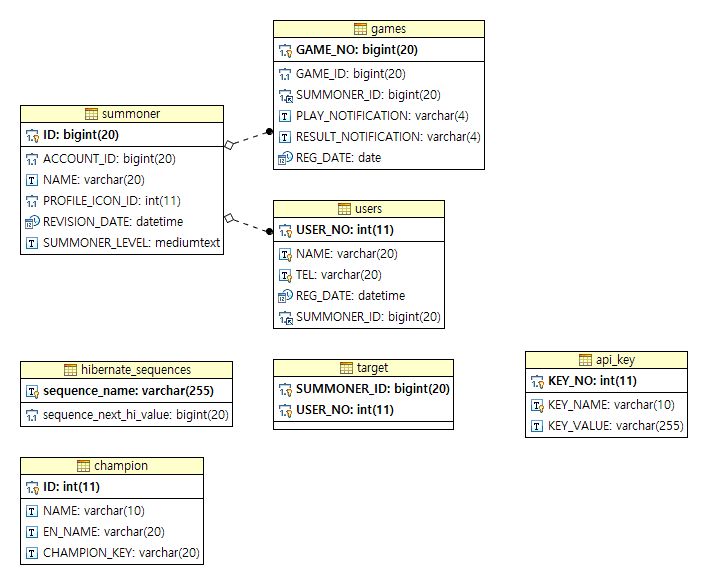 games
GAME_NO: bigint(20)
GAME_ID: bigint(20)
SUMMONER_ID: bigint(20)
PLAY_NOTIFICATION: varchar(4)
RESULT_NOTIFICATION: varchar(4)
REG_DATE: date
summoner
ID: bigint(20)
ACCOUNT_ID: bigint(20)
NAME: varchar(20)
PROFILE_ICON_ID: int(11)
REVISION_DATE: datetime
SUMMONER_LEVEL: mediumtext
users
USER_NO: int(11)
NAME: varchar(20)
TEL: varchar(20)
REG_DATE: datetime
SUMMONER_ID: bigint(20)
hibernate_sequences
sequence_name: varchar(255)
sequence_next_hi_value: bigint(20)
target
SUMMONER_ID: bigint(20)
USER_NO: int(11)
api_key
KEY_NO: int(11)
KEY_NAME: varchar(10)
KEY_VALUE: varchar(255)
champion
ID: int(11)
NAME: varchar(10)
EN_NAME: varchar(20)
CHAMPION_KEY: varchar(20)